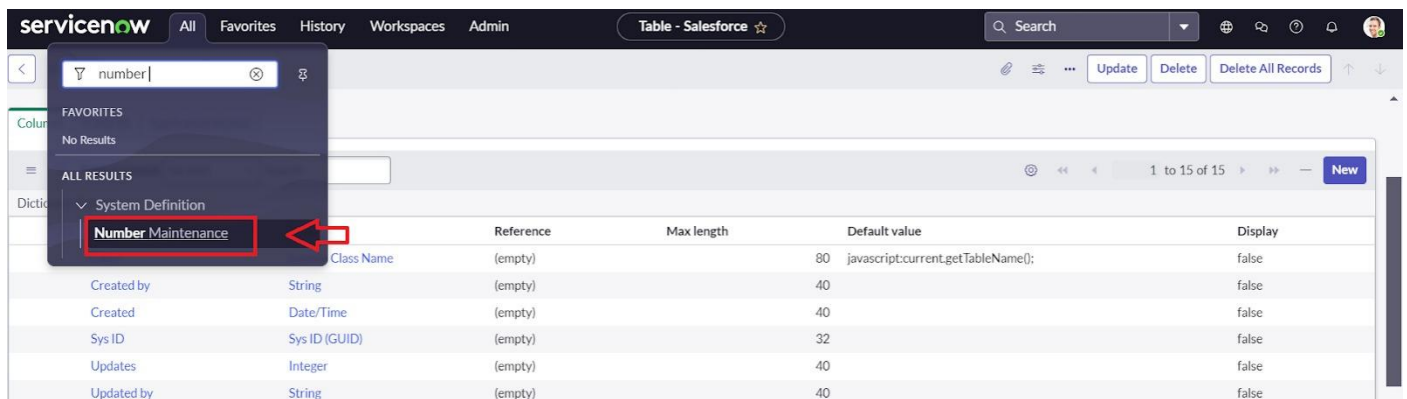 servicenow All Favorites History Workspaces Admin Table - Salesforce Search
number Update Delete Delete All Records
FAVORITES
Colu
No Results
ALL RESULTS 1 to 15 of 15 New
Dictio System Definition
Number Maintenance Reference Max length Default value Display
Class Name (empty) 80 javascript:current.getTableName(); false
Created by String (empty) 40 false
Created Date/Time (empty) 40 false
Sys ID Sys ID (GUID) (empty) 32 false
Updates Integer (empty) 40 false
Updated by String (empty) 40 false